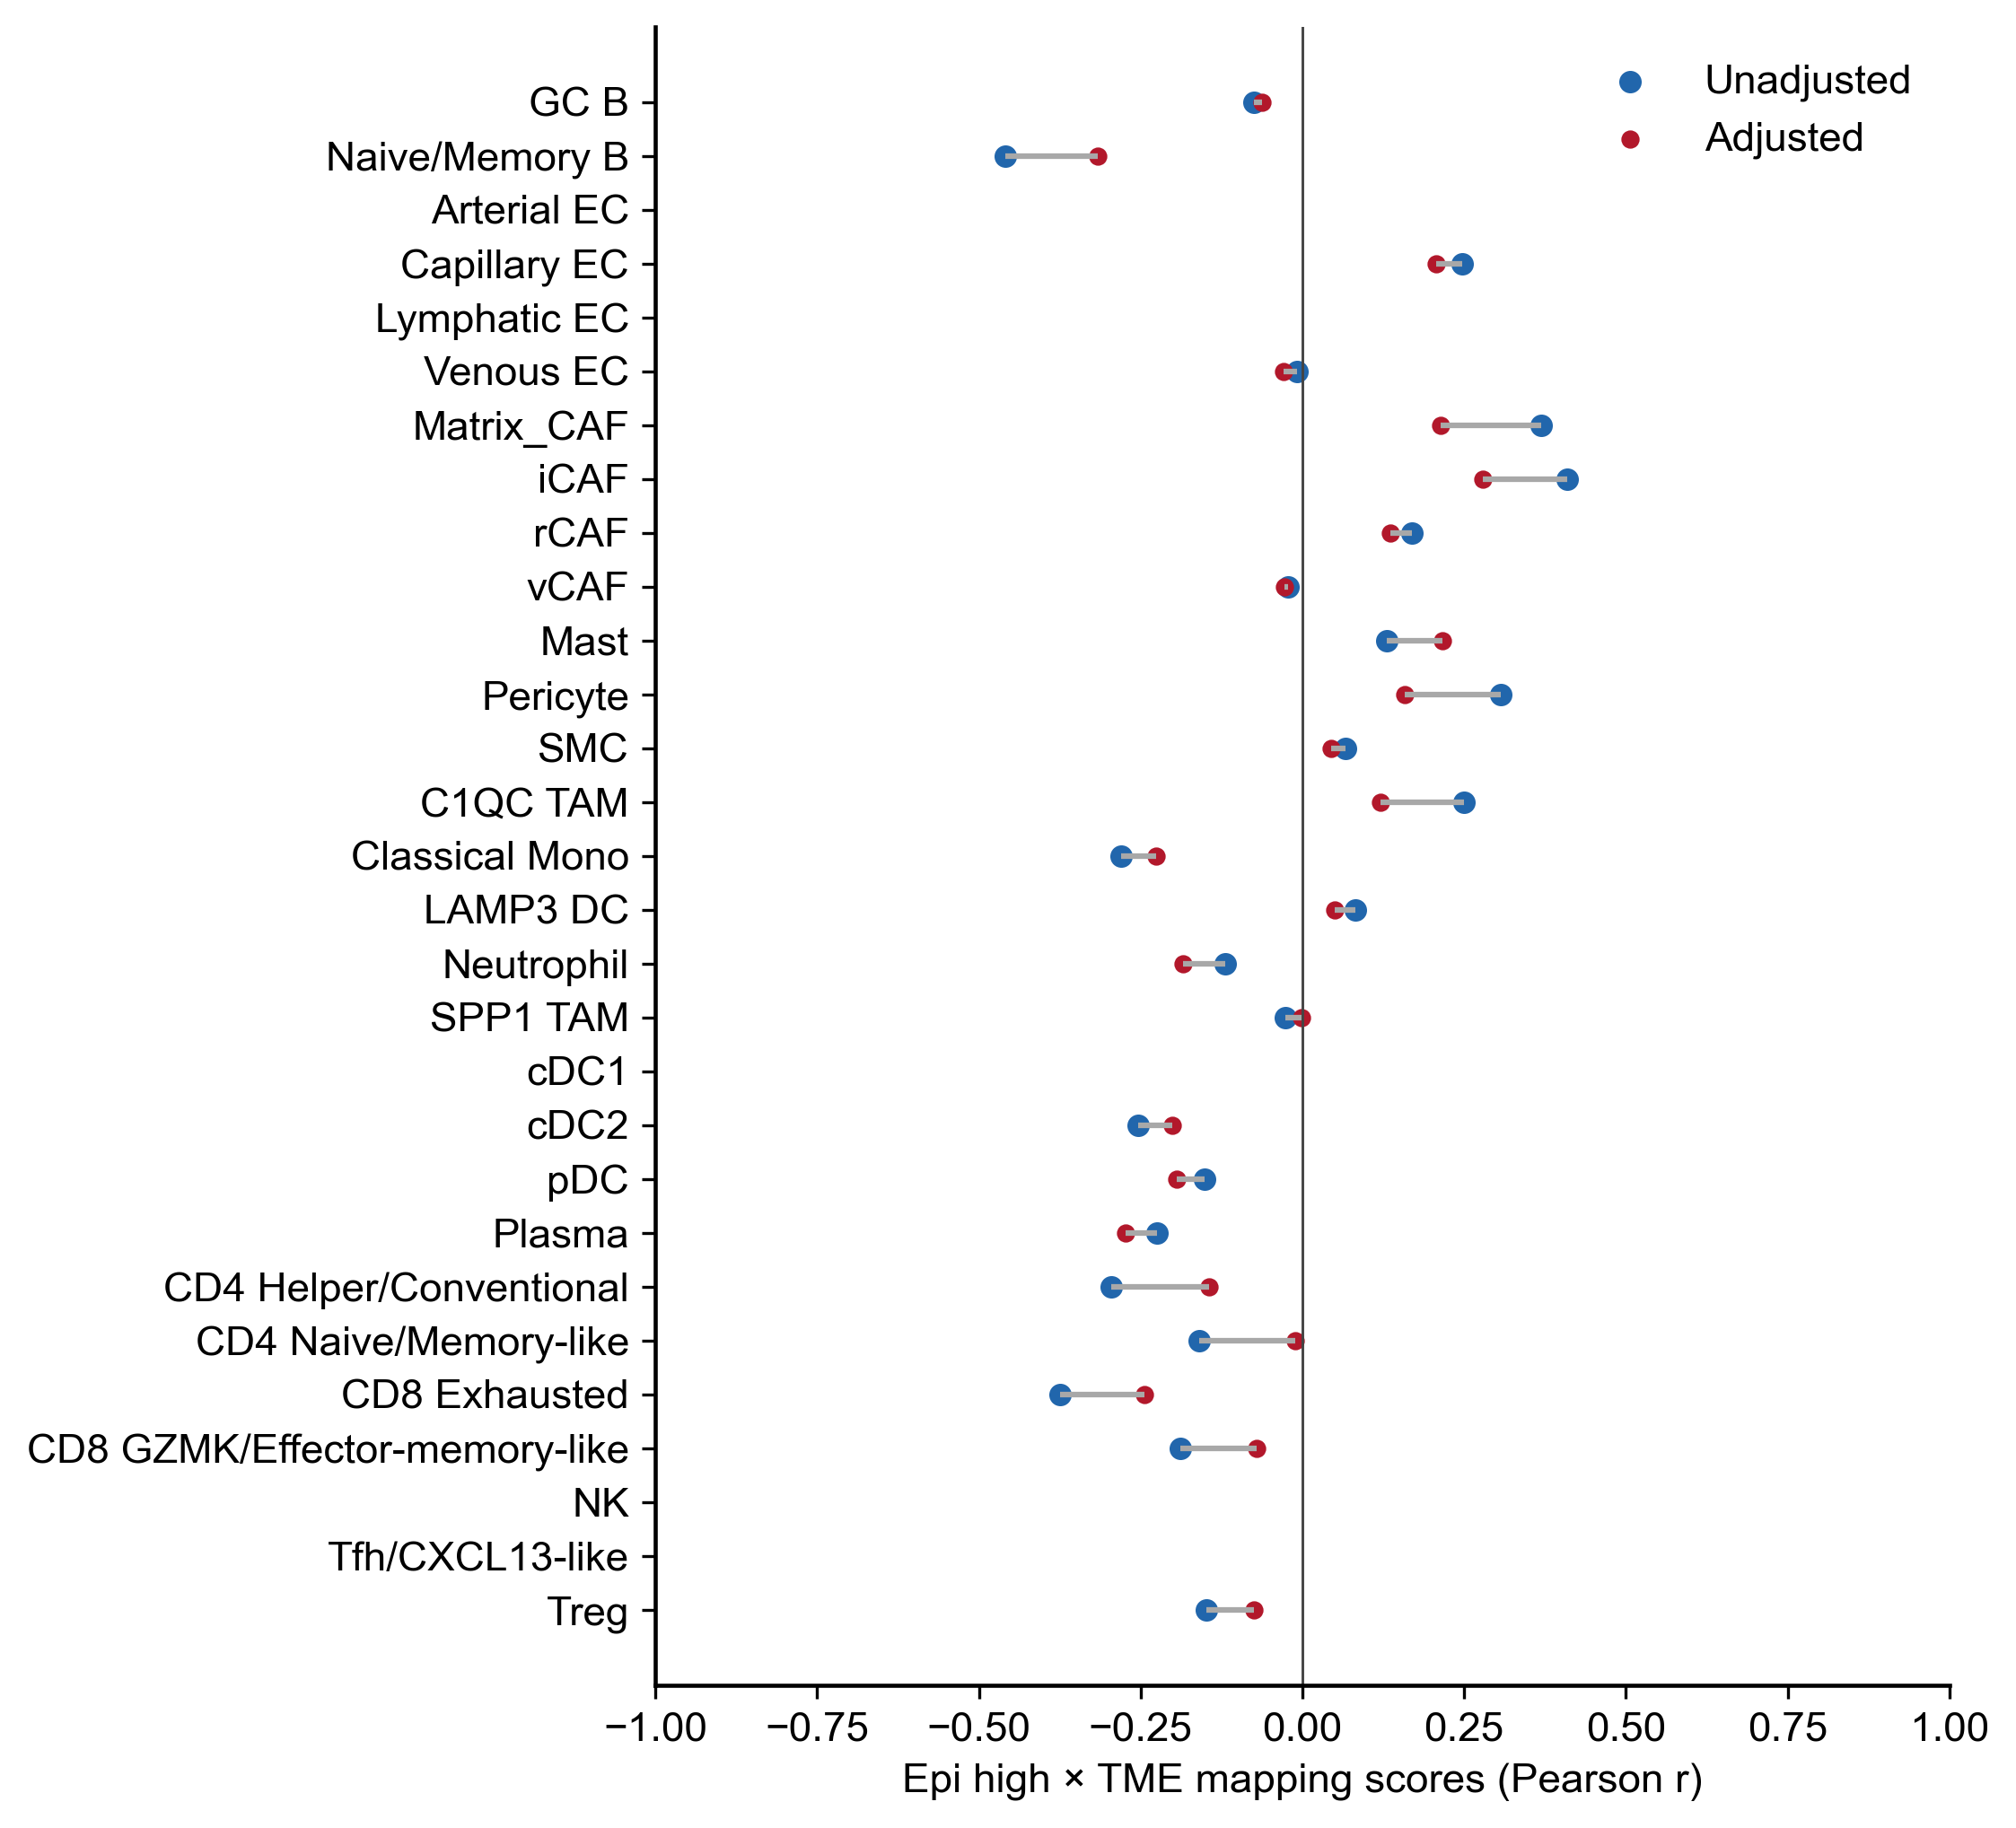 Unadjusted
Adjusted
GC B
Naive/Memory B
Arterial EC
Capillary EC
Lymphatic EC
Venous EC
Matrix_CAF
iCAF
rCAF
vCAF
Mast
Pericyte
SMC
C1QC TAM
Classical Mono
LAMP3 DC
Neutrophil
SPP1 TAM
cDC1
cDC2
pDC
Plasma
CD4 Helper/Conventional
CD4 Naive/Memory-like
CD8 Exhausted
CD8 GZMK/Effector-memory-like
NK
Tfh/CXCL13-like
Treg
−1.00 −0.75 −0.50 −0.25 0.00 0.25 0.50 0.75 1.00
Epi high × TME mapping scores (Pearson r)